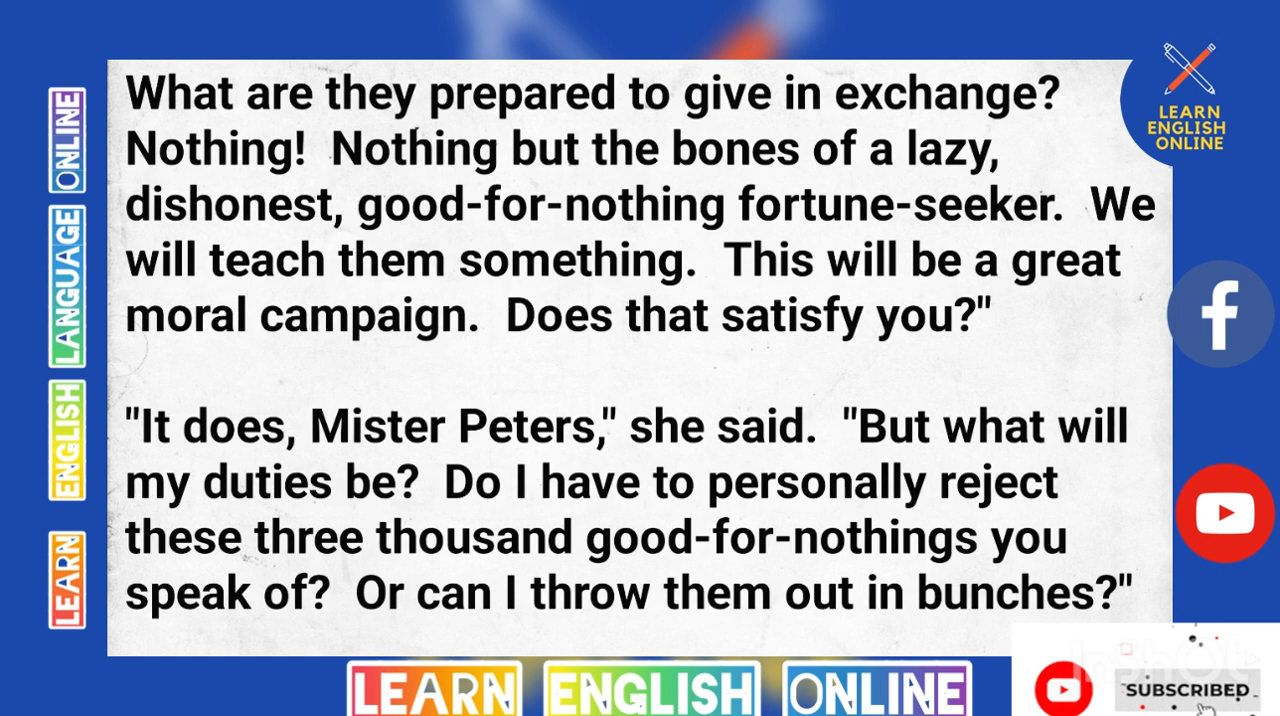 What are they prepared to give in exchange?
Nothing!  Nothing but the bones of a lazy,
dishonest, good-for-nothing fortune-seeker.  We
will teach them something.  This will be a great
moral campaign.  Does that satisfy you?"
"It does, Mister Peters," she said.  "But what will
my duties be?  Do I have to personally reject
these three thousand good-for-nothings you
speak of?  Or can I throw them out in bunches?"
LEARN
ENGLISH
ONLINE
LEARN ENGLISH LANGUAGE ONLINE
f
LEARN ENGLISH ONLINE
InShot
SUBSCRIBED